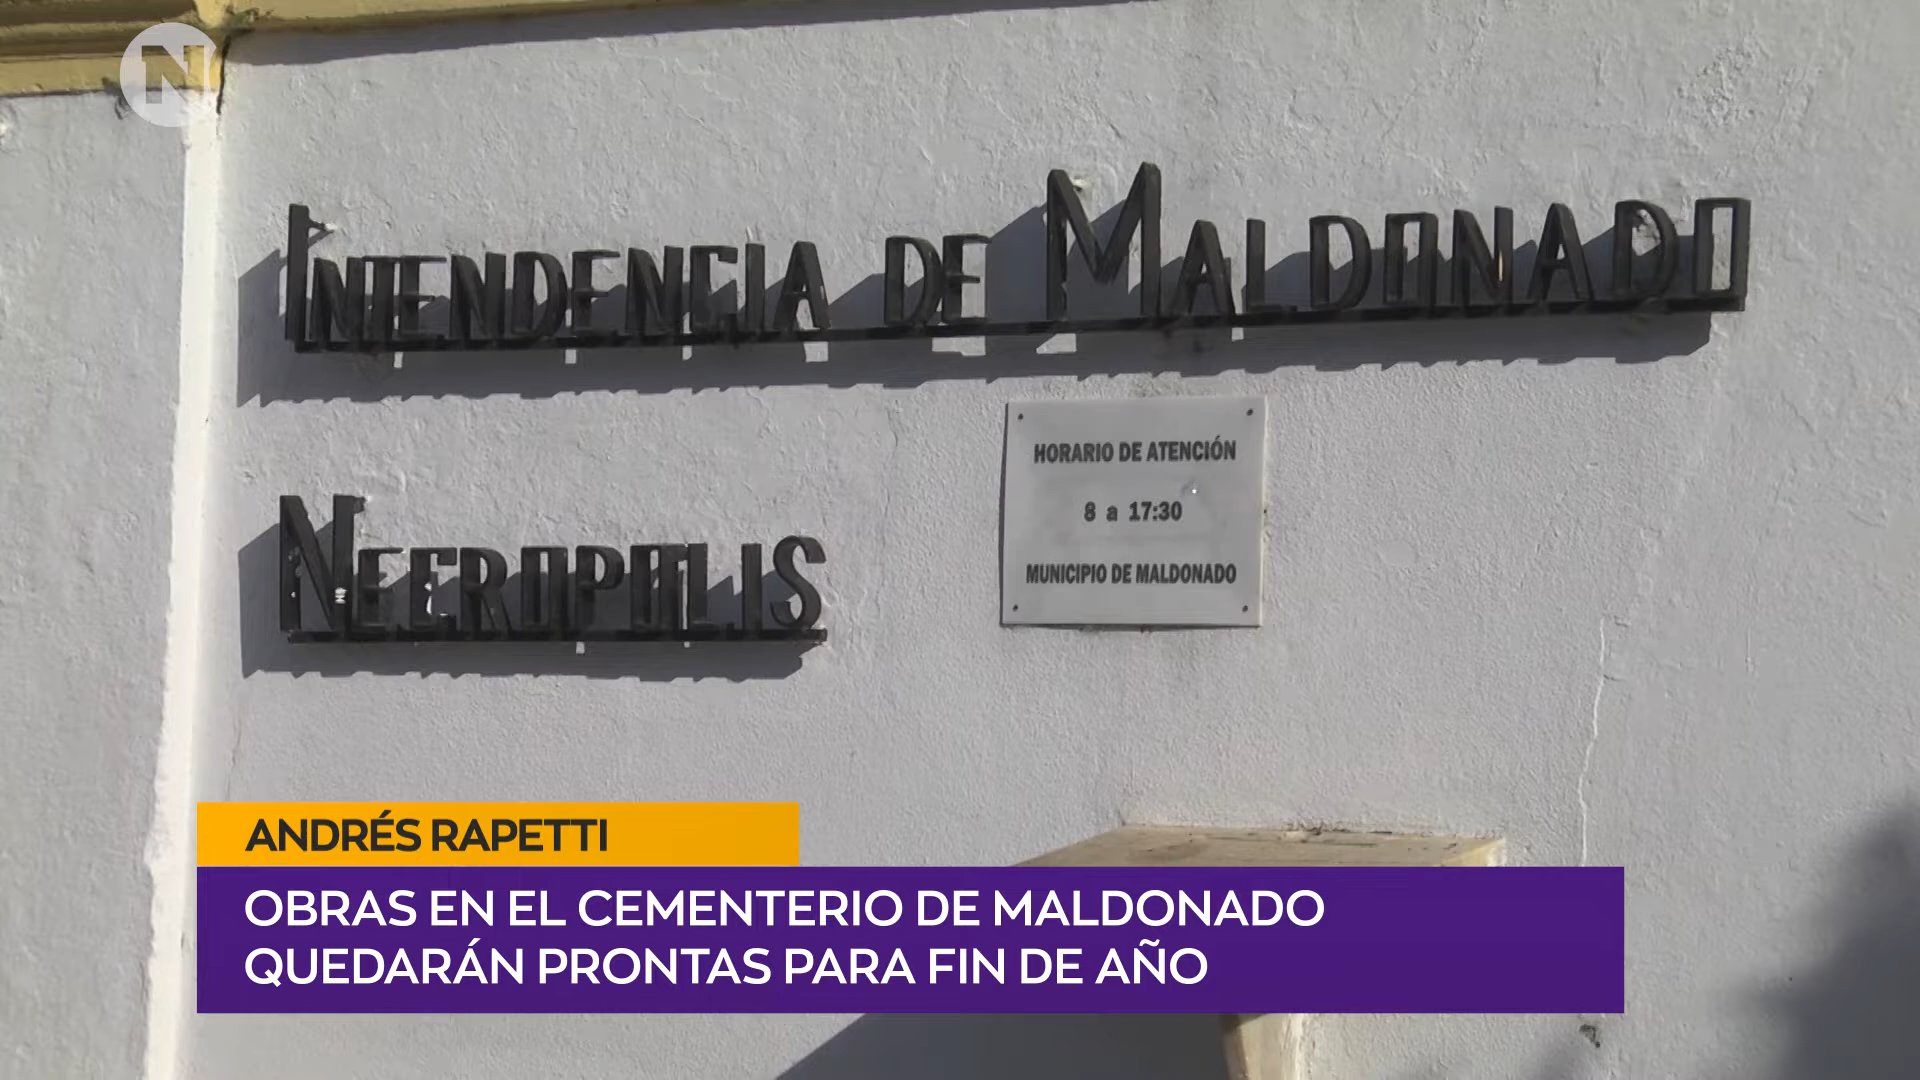 N
INTENDENCIA DE MALDONADO
HORARIO DE ATENCIÓN
8 a 17:30
MUNICIPIO DE MALDONADO
NECROPOLIS
ANDRÉS RAPETTI
OBRAS EN EL CEMENTERIO DE MALDONADO
QUEDARÁN PRONTAS PARA FIN DE AÑO